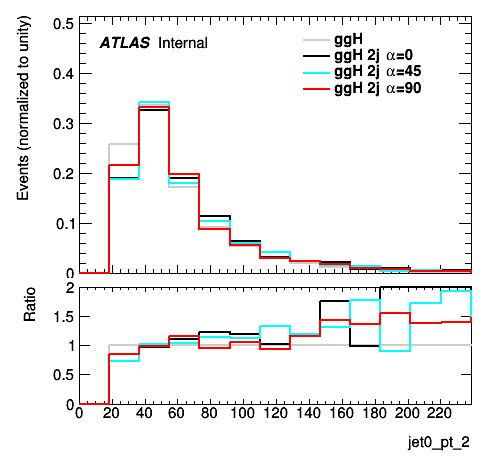 Events (normalized to unity)
0.5
0.4
0.3
0.2
0.1
0
ATLAS Internal
ggH
ggH 2j α=0
ggH 2j α=45
ggH 2j α=90
Ratio
2
1.5
1
0.5
0
0 20 40 60 80 100 120 140 160 180 200 220
jet0_pt_2